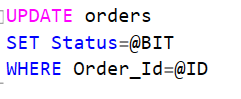 UPDATE orders
SET Status=@BIT
WHERE Order_Id=@ID